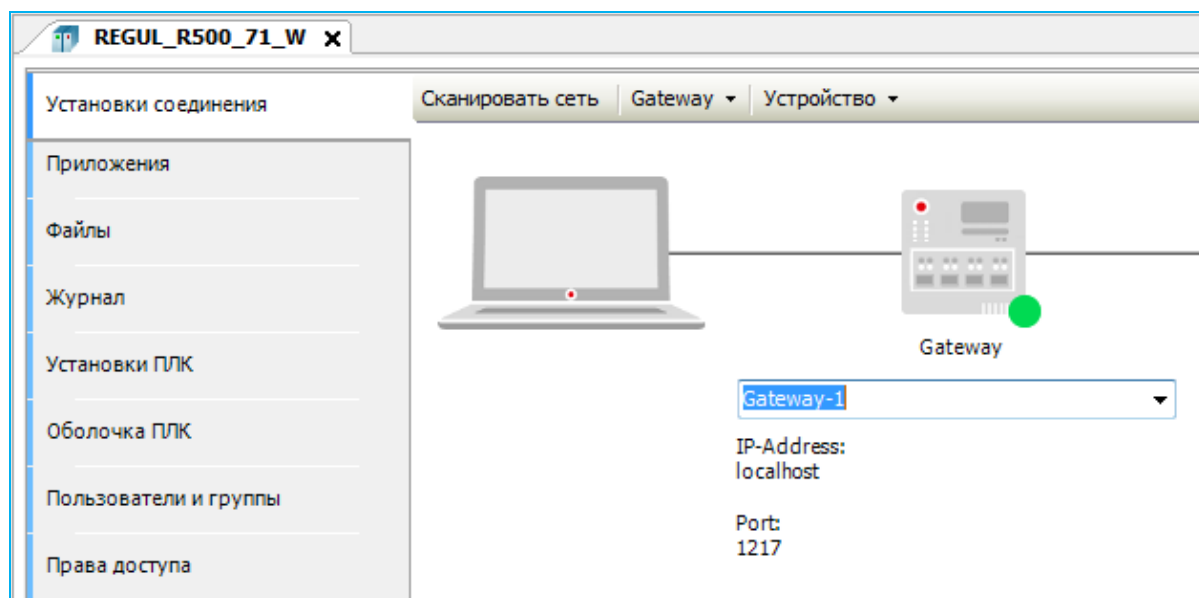 REGUL_R500_71_W
Установки соединения
Сканировать сеть Gateway Устройство
Приложения
Файлы
Журнал
Установки ПЛК
Оболочка ПЛК
Пользователи и группы
Права доступа
Gateway
Gateway-1
IP-Address:
localhost
Port:
1217